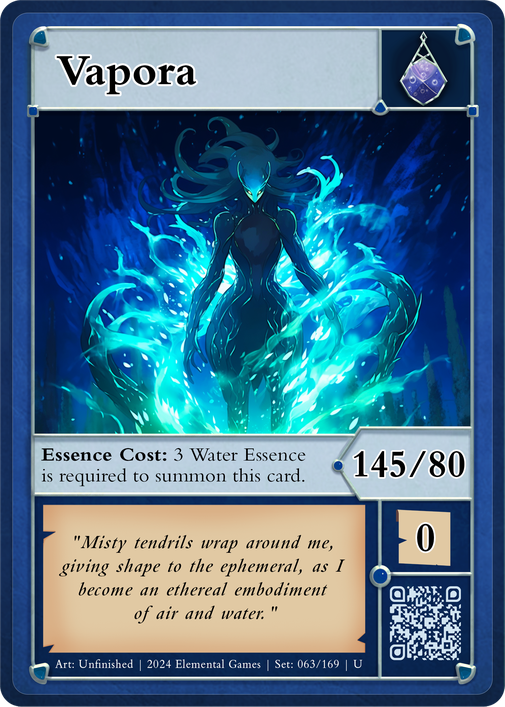 Vapora
Essence Cost: 3 Water Essence
is required to summon this card.
145/80
"Misty tendrils wrap around me,
giving shape to the ephemeral, as I
become an ethereal embodiment
of air and water."
0
Art: Unfinished | 2024 Elemental Games | Set: 063/169 | U